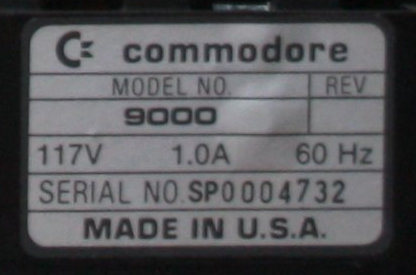 commodore
MODEL NO. REV
9000
117V 1.0A 60 Hz
SERIAL NO. SP0004732
MADE IN U.S.A.